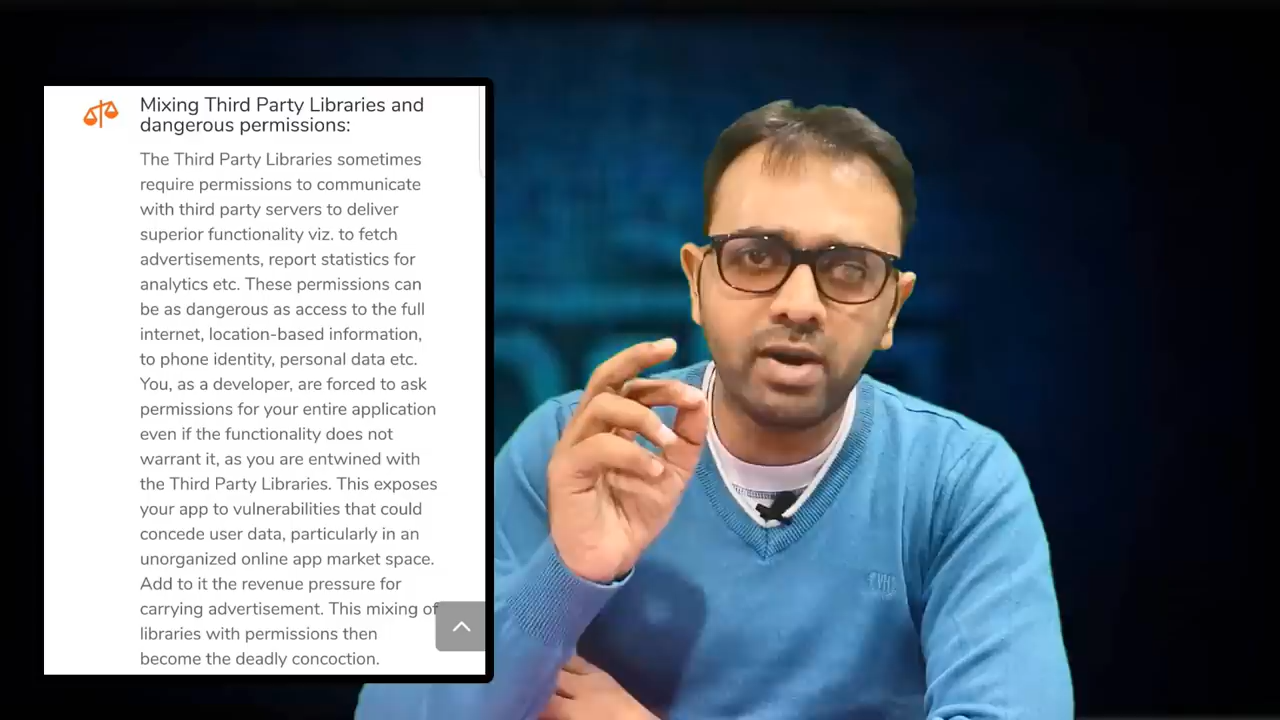 Mixing Third Party Libraries and
dangerous permissions:
The Third Party Libraries sometimes
require permissions to communicate
with third party servers to deliver
superior functionality viz. to fetch
advertisements, report statistics for
analytics etc. These permissions can
be as dangerous as access to the full
internet, location-based information,
to phone identity, personal data etc.
You, as a developer, are forced to ask
permissions for your entire application
even if the functionality does not
warrant it, as you are entwined with
the Third Party Libraries. This exposes
your app to vulnerabilities that could
concede user data, particularly in an
unorganized online app market space.
Add to it the revenue pressure for
carrying advertisement. This mixing of
libraries with permissions then
become the deadly concoction.